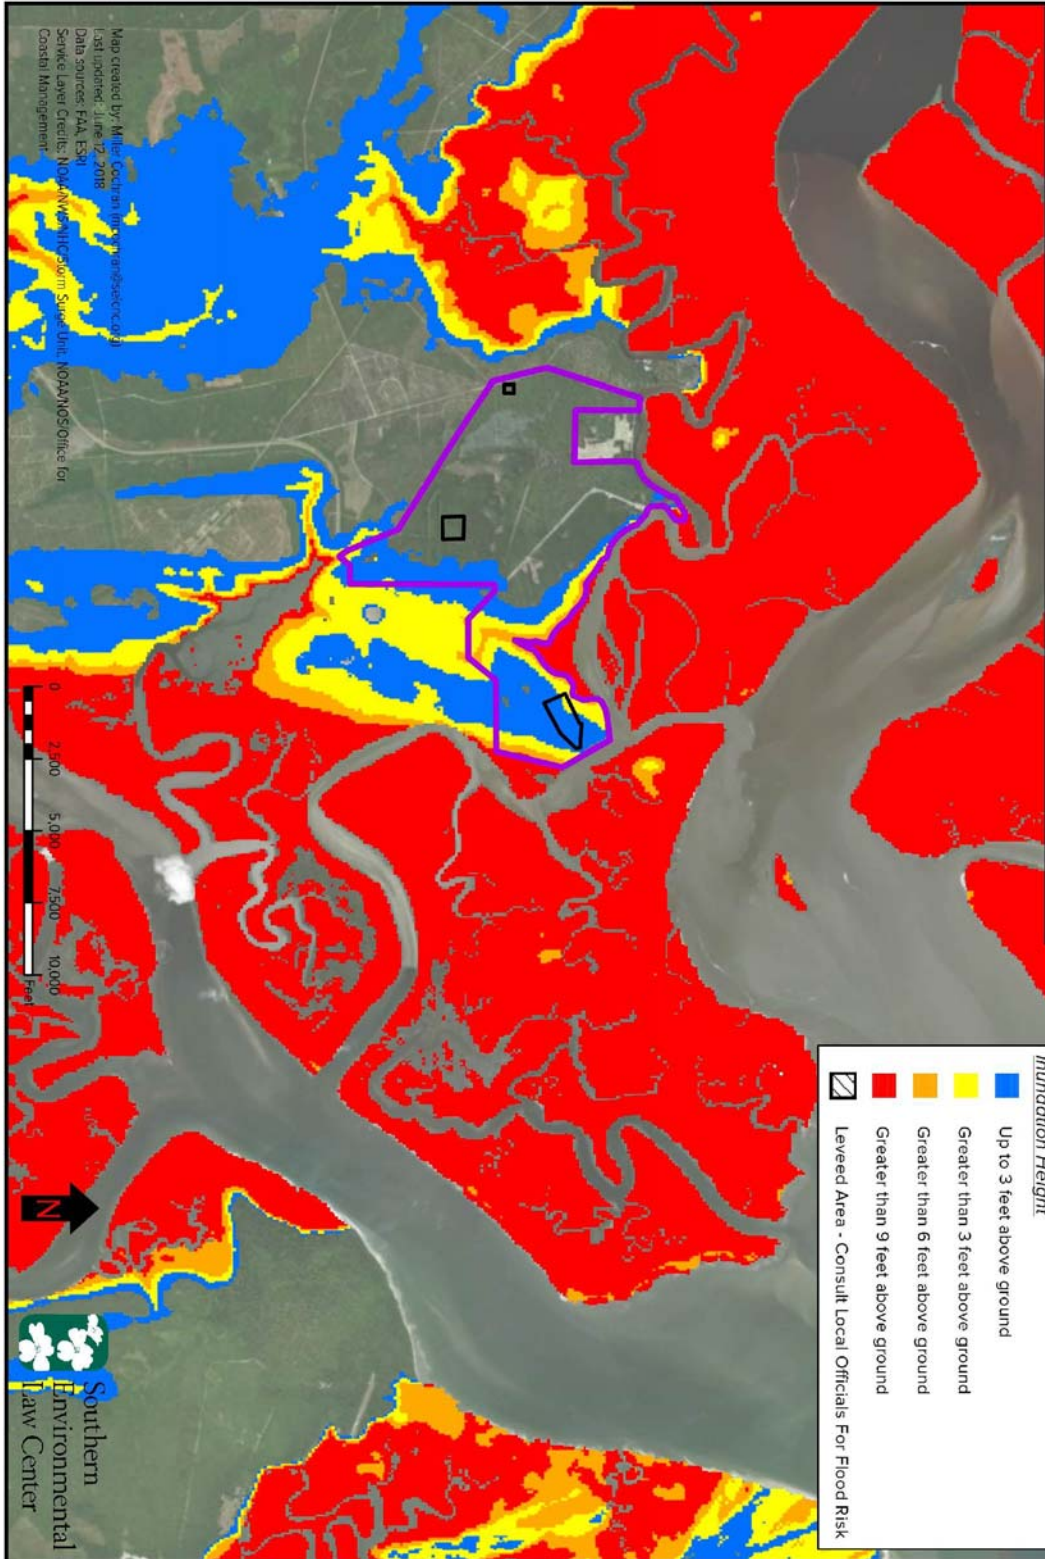 Inundation Height
Up to 3 feet above ground
Greater than 3 feet above ground
Greater than 6 feet above ground
Greater than 9 feet above ground
Leveed Area - Consult Local Officials For Flood Risk
Map created by: Miller Cochran (mcochran@selcnc.org)
Last updated: June 12, 2018
Data sources: FAA, ESRI
Service Layer Credits: NOAA/NWS/NHC/Storm Surge Unit, NOAA/NOS/Office for
Coastal Management
0 2,500 5,000 7,500 10,000
Feet
N
Southern
Environmental
Law Center